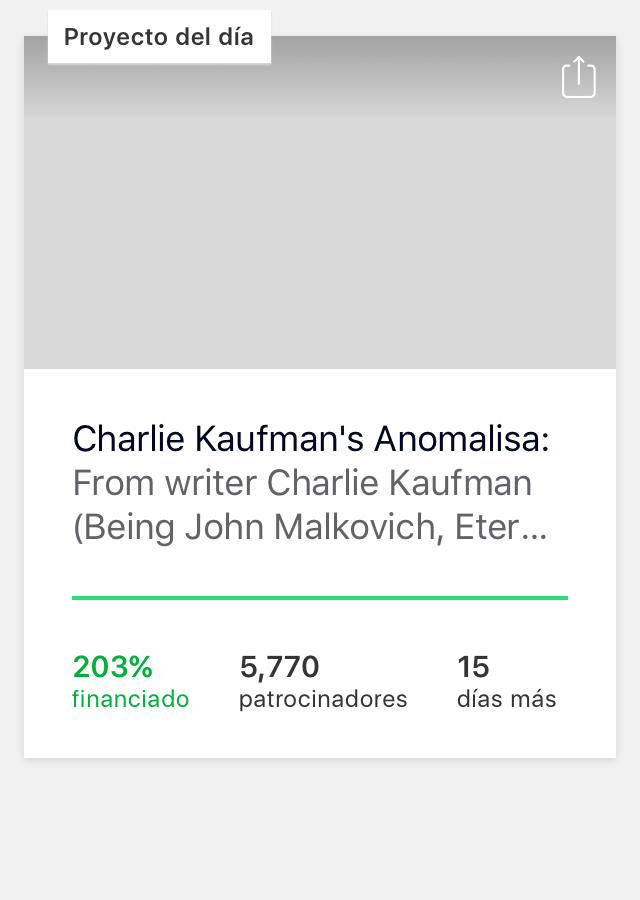 Proyecto del día
Charlie Kaufman's Anomalisa:
From writer Charlie Kaufman
(Being John Malkovich, Eter...
203%
financiado
5,770
patrocinadores
15
días más